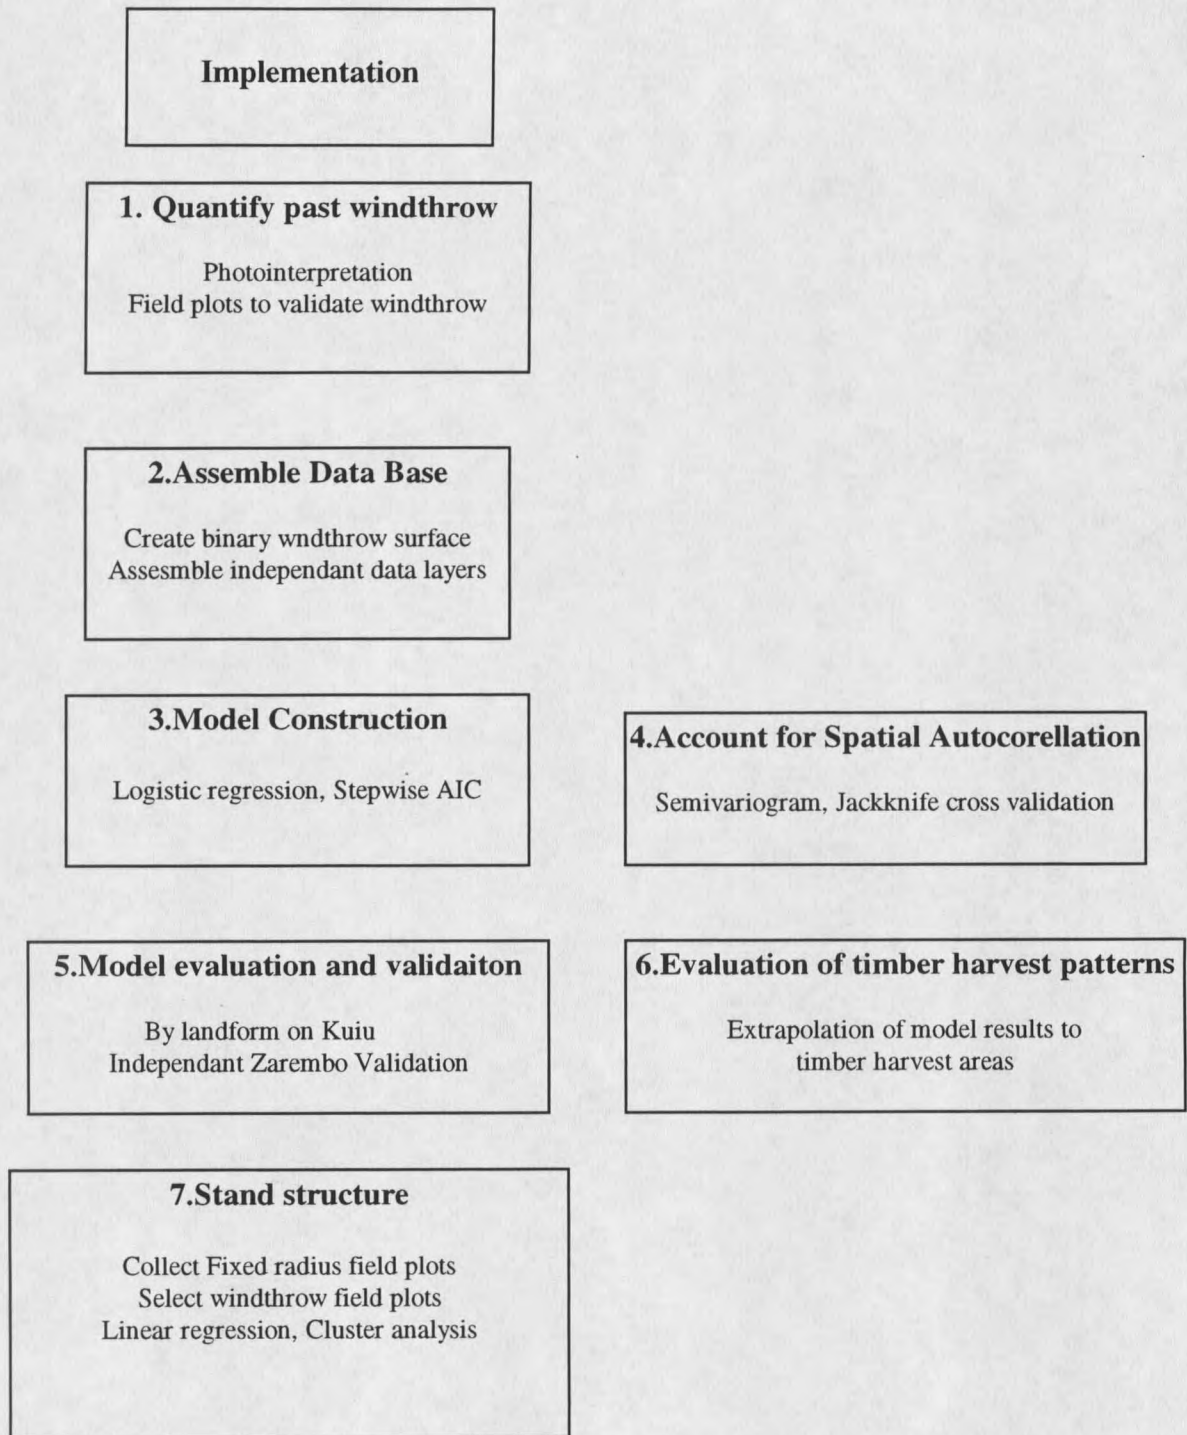 Implementation
1. Quantify past windthrow
Photointerpretation
Field plots to validate windthrow
2.Assemble Data Base
Create binary wndthrow surface
Assesmble independant data layers
3.Model Construction
Logistic regression, Stepwise AIC
4.Account for Spatial Autocorellation
Semivariogram, Jackknife cross validation
5.Model evaluation and validaiton
By landform on Kuiu
Independant Zarembo Validation
6.Evaluation of timber harvest patterns
Extrapolation of model results to
timber harvest areas
7.Stand structure
Collect Fixed radius field plots
Select windthrow field plots
Linear regression, Cluster analysis